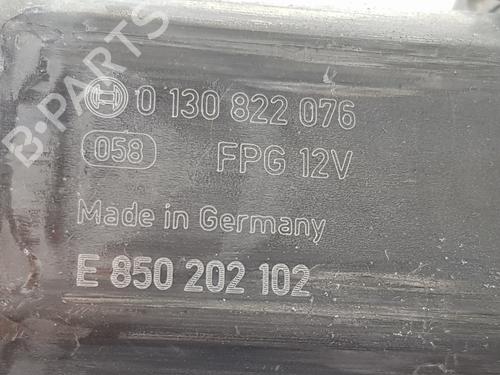 B-PARTS
0 130 822 076
058 FPG 12V
Made in Germany
E 850 202 102